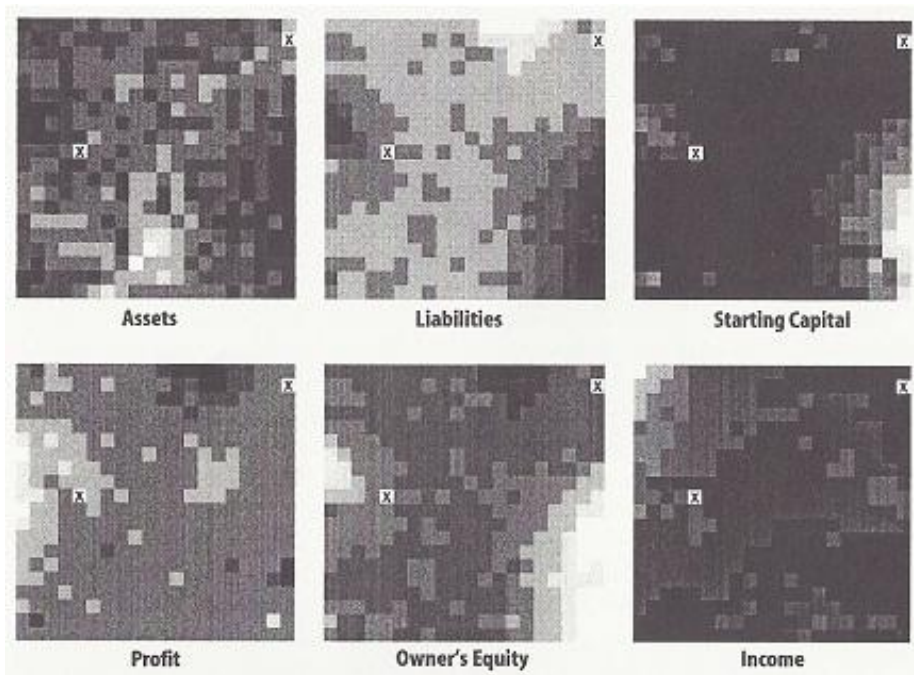 X X X
X X X
Assets Liabilities Starting Capital
X X X
X X X
Profit Owner's Equity Income